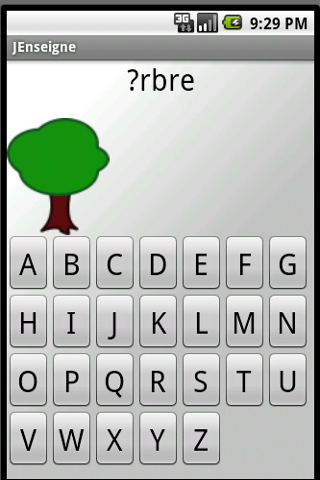 3G 9:29 PM
JEnseigne
?rbre
A B C D E F G
H I J K L M N
O P Q R S T U
V W X Y Z